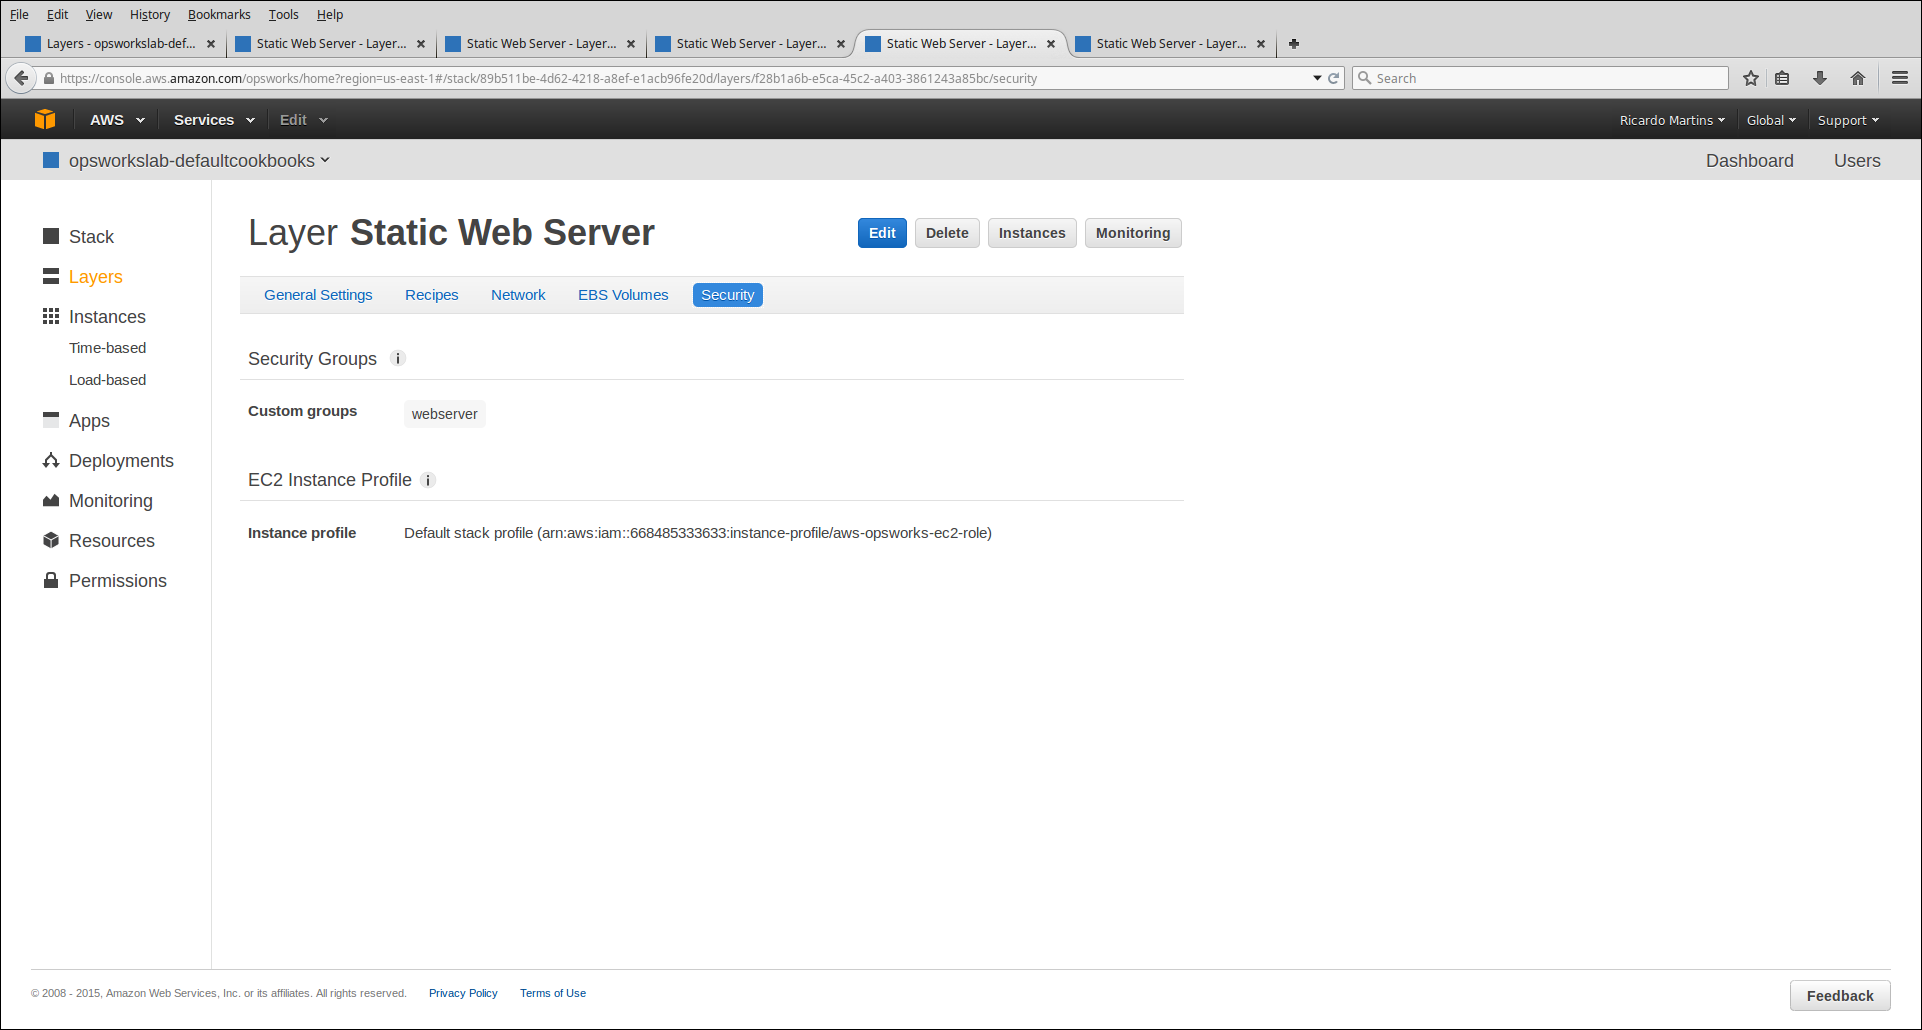 File Edit View History Bookmarks Tools Help
Layers - opsworkslab-def... Static Web Server - Layer... Static Web Server - Layer... Static Web Server - Layer... Static Web Server - Layer... Static Web Server - Layer...
https://console.aws.amazon.com/opsworks/home?region=us-east-1#/stack/89b511be-4d62-4218-a8ef-e1acb96fe20d/layers/f28b1a6b-e5ca-45c2-a403-3861243a85bc/security Search
AWS Services Edit Ricardo Martins Global Support
opsworkslab-defaultcookbooks Dashboard Users
Stack
Layers
Instances
Time-based
Load-based
Apps
Deployments
Monitoring
Resources
Permissions
Layer Static Web Server Edit Delete Instances Monitoring
General Settings Recipes Network EBS Volumes Security
Security Groups i
Custom groups webserver
EC2 Instance Profile i
Instance profile Default stack profile (arn:aws:iam::668485333633:instance-profile/aws-opsworks-ec2-role)
© 2008 - 2015, Amazon Web Services, Inc. or its affiliates. All rights reserved. Privacy Policy Terms of Use Feedback